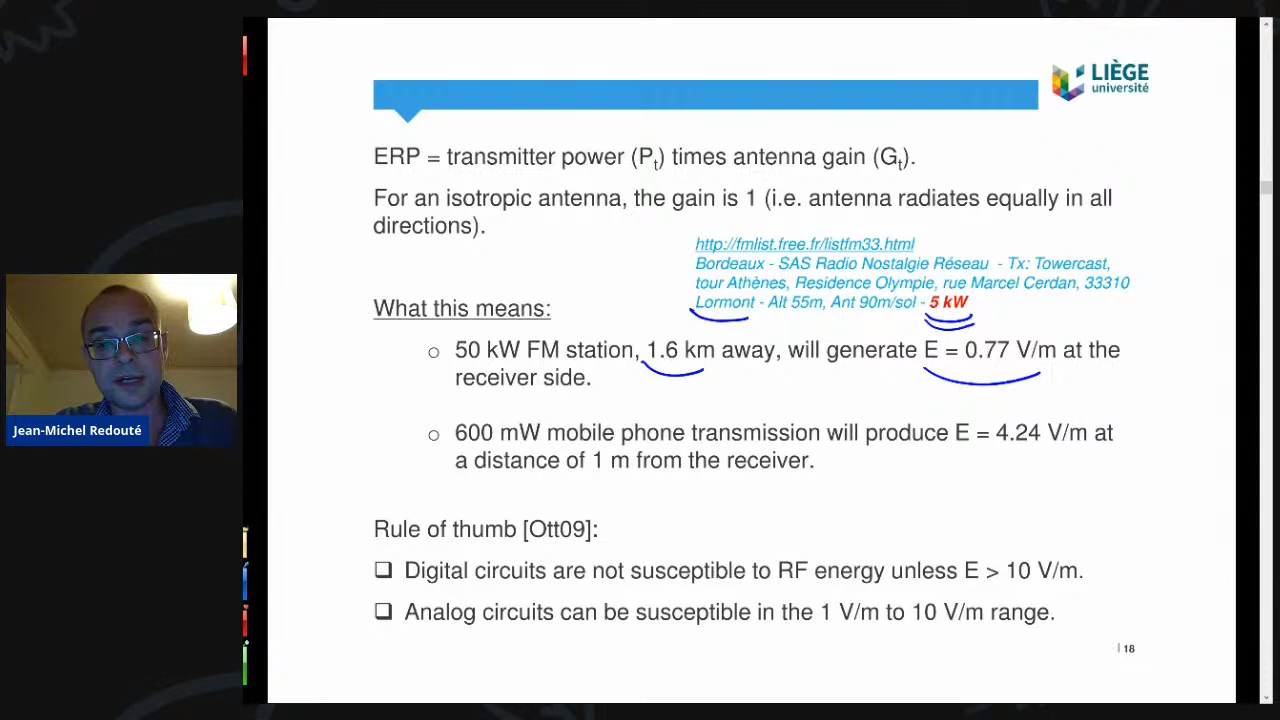 LIÈGE
université
ERP = transmitter power (Pt) times antenna gain (Gt).
For an isotropic antenna, the gain is 1 (i.e. antenna radiates equally in all
directions).
http://fmlist.free.fr/listfm33.html
Bordeaux - SAS Radio Nostalgie Réseau - Tx: Towercast,
tour Athènes, Residence Olympie, rue Marcel Cerdan, 33310
Lormont - Alt 55m, Ant 90m/sol - 5 kW
What this means:
50 kW FM station, 1.6 km away, will generate E = 0.77 V/m at the
receiver side.
600 mW mobile phone transmission will produce E = 4.24 V/m at
a distance of 1 m from the receiver.
Rule of thumb [Ott09]:
Digital circuits are not susceptible to RF energy unless E > 10 V/m.
Analog circuits can be susceptible in the 1 V/m to 10 V/m range.
18
Jean-Michel Redouté